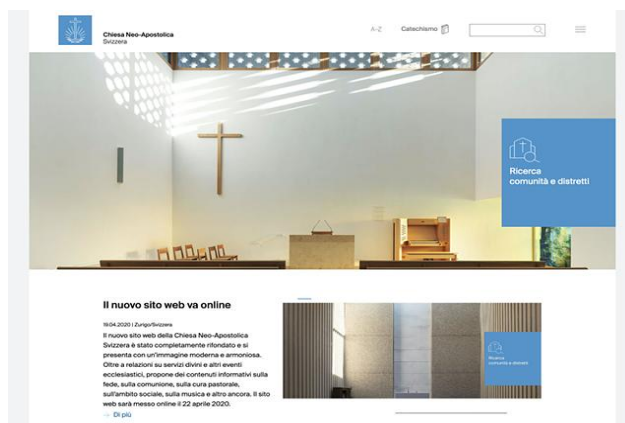 Chiesa Neo-Apostolica
Svizzera
A–Z
Catechismo
Ricerca
comunità e distretti
Il nuovo sito web va online
19.04.2020 | Zurigo/Svizzera
Il nuovo sito web della Chiesa Neo-Apostolica
Svizzera è stato completamente rifondato e si
presenta con un'immagine moderna e armoniosa.
Oltre a relazioni su servizi divini e altri eventi
ecclesiastici, propone dei contenuti informativi sulla
fede, sulla comunione, sulla cura pastorale,
sull'ambito sociale, sulla musica e altro ancora. Il sito
web sarà messo online il 22 aprile 2020.
→ Di più
Ricerca
comunità e distretti